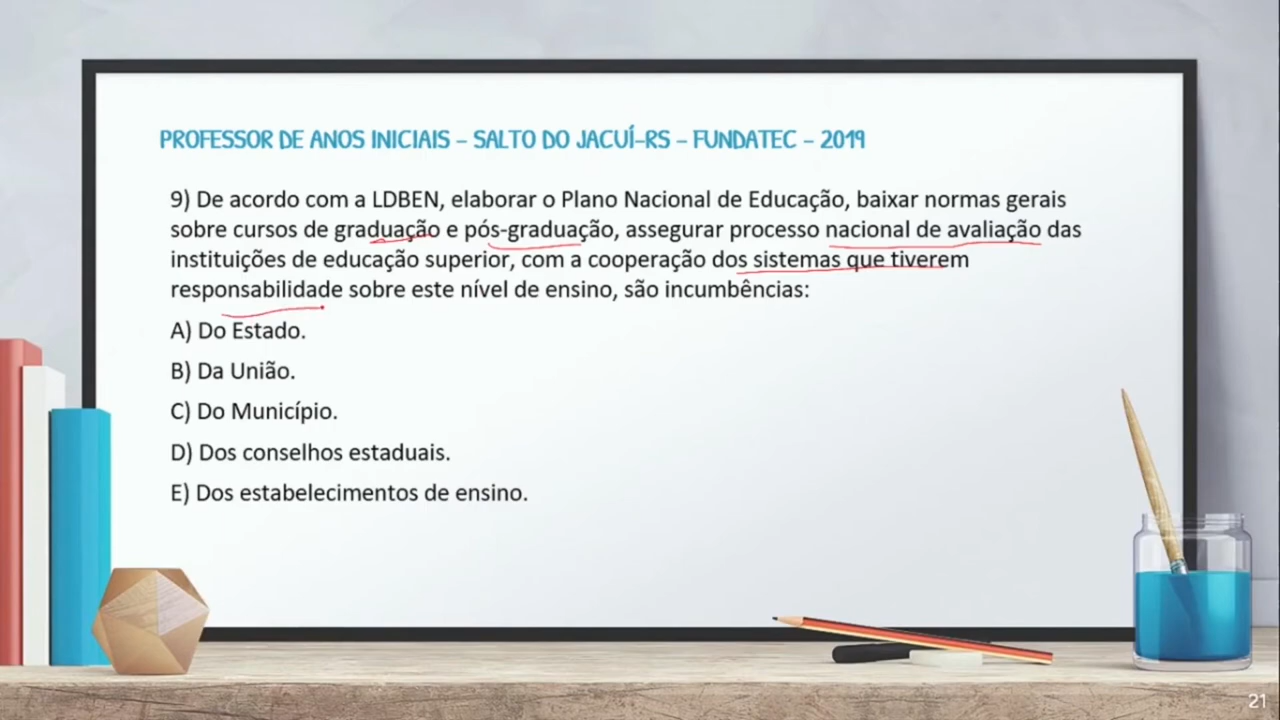 PROFESSOR DE ANOS INICIAIS – SALTO DO JACUÍ-RS – FUNDATEC – 2019
9) De acordo com a LDBEN, elaborar o Plano Nacional de Educação, baixar normas gerais
sobre cursos de graduação e pós-graduação, assegurar processo nacional de avaliação das
instituições de educação superior, com a cooperação dos sistemas que tiverem
responsabilidade sobre este nível de ensino, são incumbências:
A) Do Estado.
B) Da União.
C) Do Município.
D) Dos conselhos estaduais.
E) Dos estabelecimentos de ensino.
21